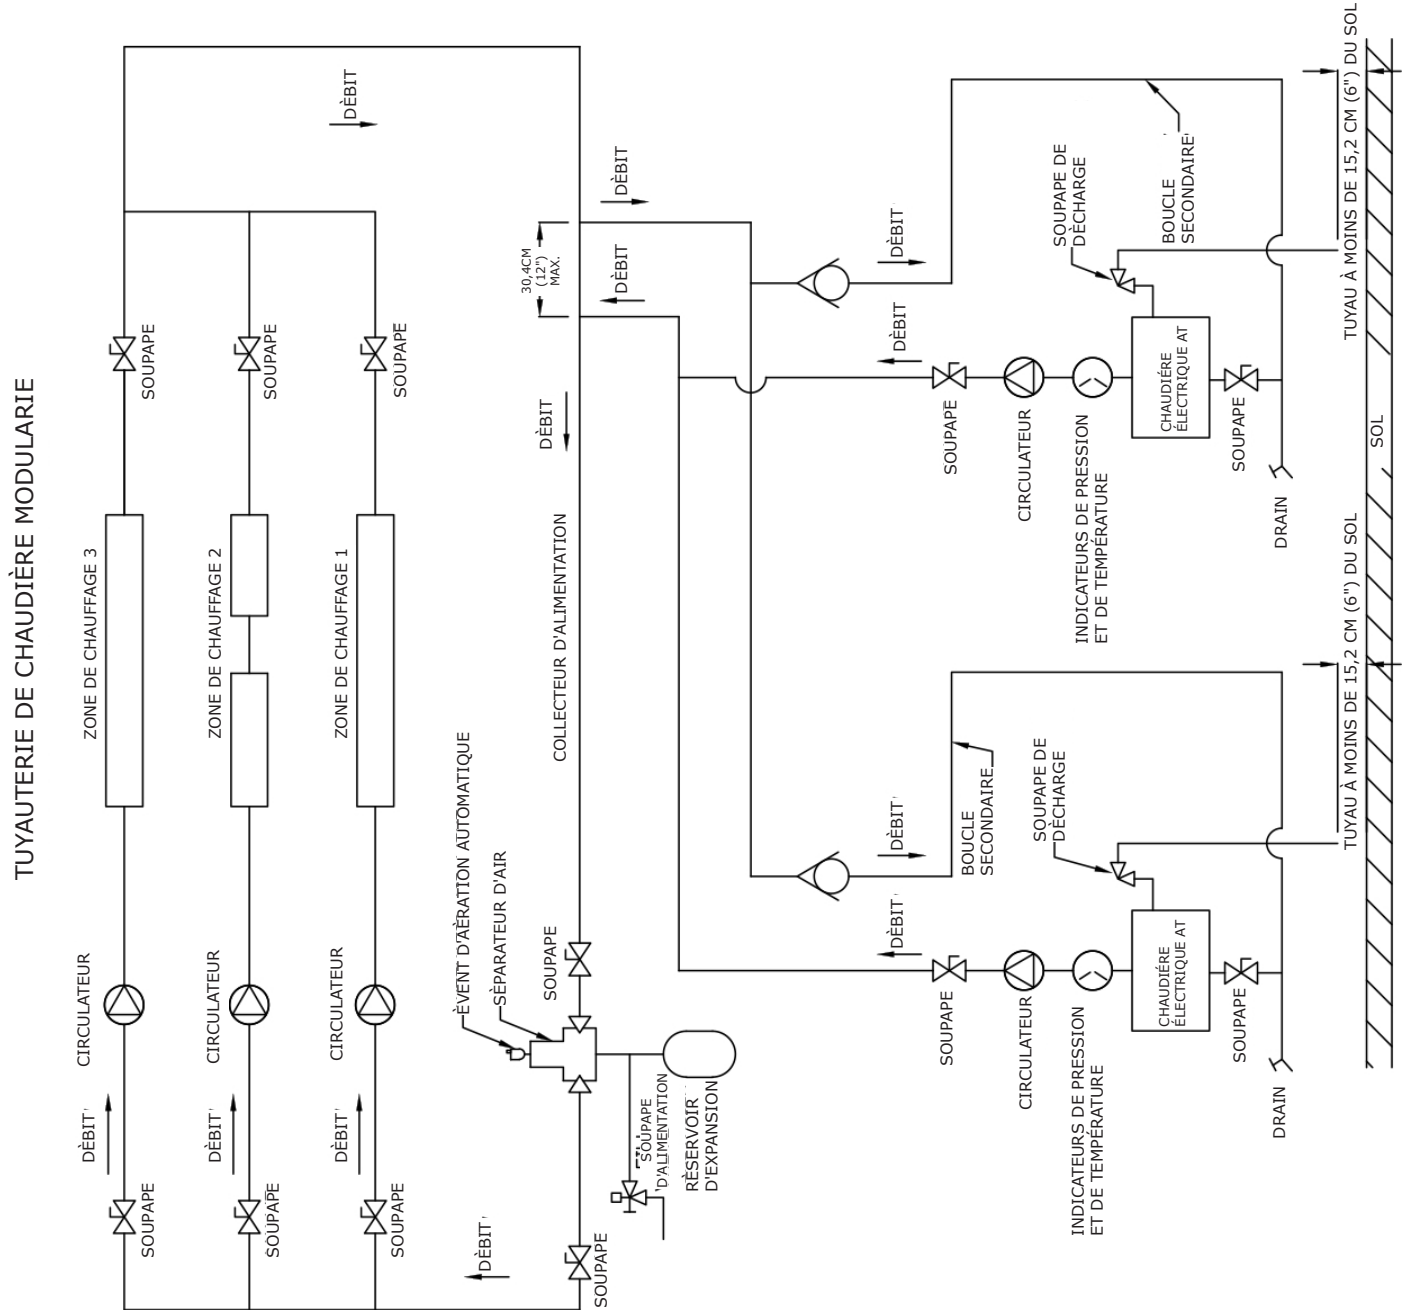 TUYAUTERIE DE CHAUDIÈRE MODULARIE
ZONE DE CHAUFFAGE 3
ZONE DE CHAUFFAGE 2
ZONE DE CHAUFFAGE 1
SOUPAPE
SOUPAPE
SOUPAPE
CIRCULATEUR
CIRCULATEUR
CIRCULATEUR
DÈBIT
DÈBIT
DÈBIT
SOUPAPE
SOUPAPE
SOUPAPE
DÈBIT
DÈBIT
SOUPAPE
ÈVENT D'AÈRATION AUTOMATIQUE
SÈPARATEUR D'AIR
SOUPAPE
COLLECTEUR D'ALIMENTATION
DÈBIT
30,4CM
(12")
MAX.
DÈBIT
DÈBIT
SOUPAPE
D'ALIMENTATION
RÈSERVOIR
D'EXPANSION
DÈBIT
DÈBIT
SOUPAPE
CIRCULATEUR
INDICATEURS DE PRESSION
ET DE TEMPÉRATURE
CHAUDIÉRE
ÉLECTRIQUE AT
SOUPAPE
DRAIN
SOUPAPE DE
DÈCHARGE
BOUCLE
SECONDAIRE
TUYAU À MOINS DE 15,2 CM (6") DU SOL
DÈBIT
DÈBIT
SOUPAPE
CIRCULATEUR
INDICATEURS DE PRESSION
ET DE TEMPÉRATURE
CHAUDIÉRE
ÉLECTRIQUE AT
SOUPAPE
DRAIN
BOUCLE
SECONDAIRE
SOUPAPE DE
DÈCHARGE
TUYAU À MOINS DE 15,2 CM (6") DU SOL
SOL